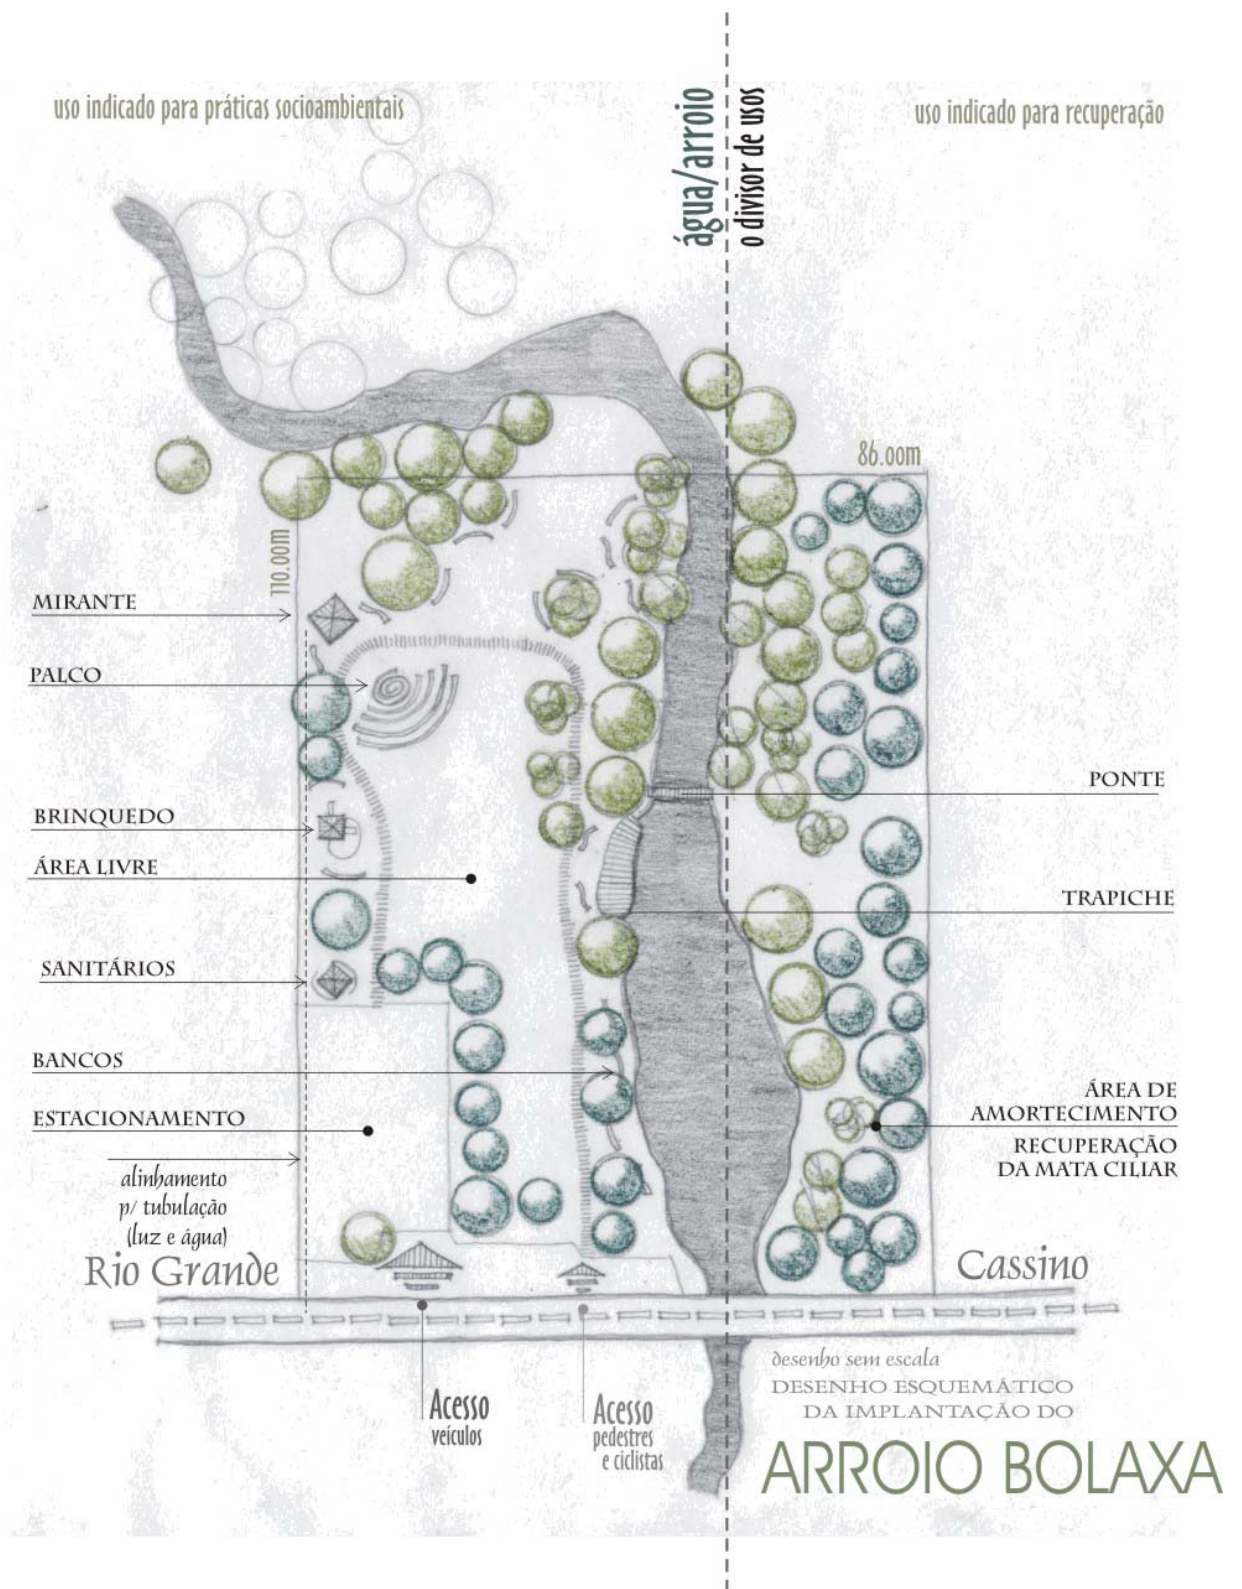 uso indicado para práticas socioambientais
água/arroio
o divisor de usos
uso indicado para recuperação
86.00m
110.00m
MIRANTE
PALCO
BRINQUEDO
ÁREA LIVRE
SANITÁRIOS
BANCOS
ESTACIONAMENTO
alinhamento
p/ tubulação
(luz e água)
Rio Grande
PONTE
TRAPICHE
ÁREA DE
AMORTECIMENTO
RECUPERAÇÃO
DA MATA CILIAR
Cassino
Acesso
veículos
Acesso
pedestres
e ciclistas
desenho sem escala
DESENHO ESQUEMÁTICO
DA IMPLANTAÇÃO DO
ARROIO BOLAXA